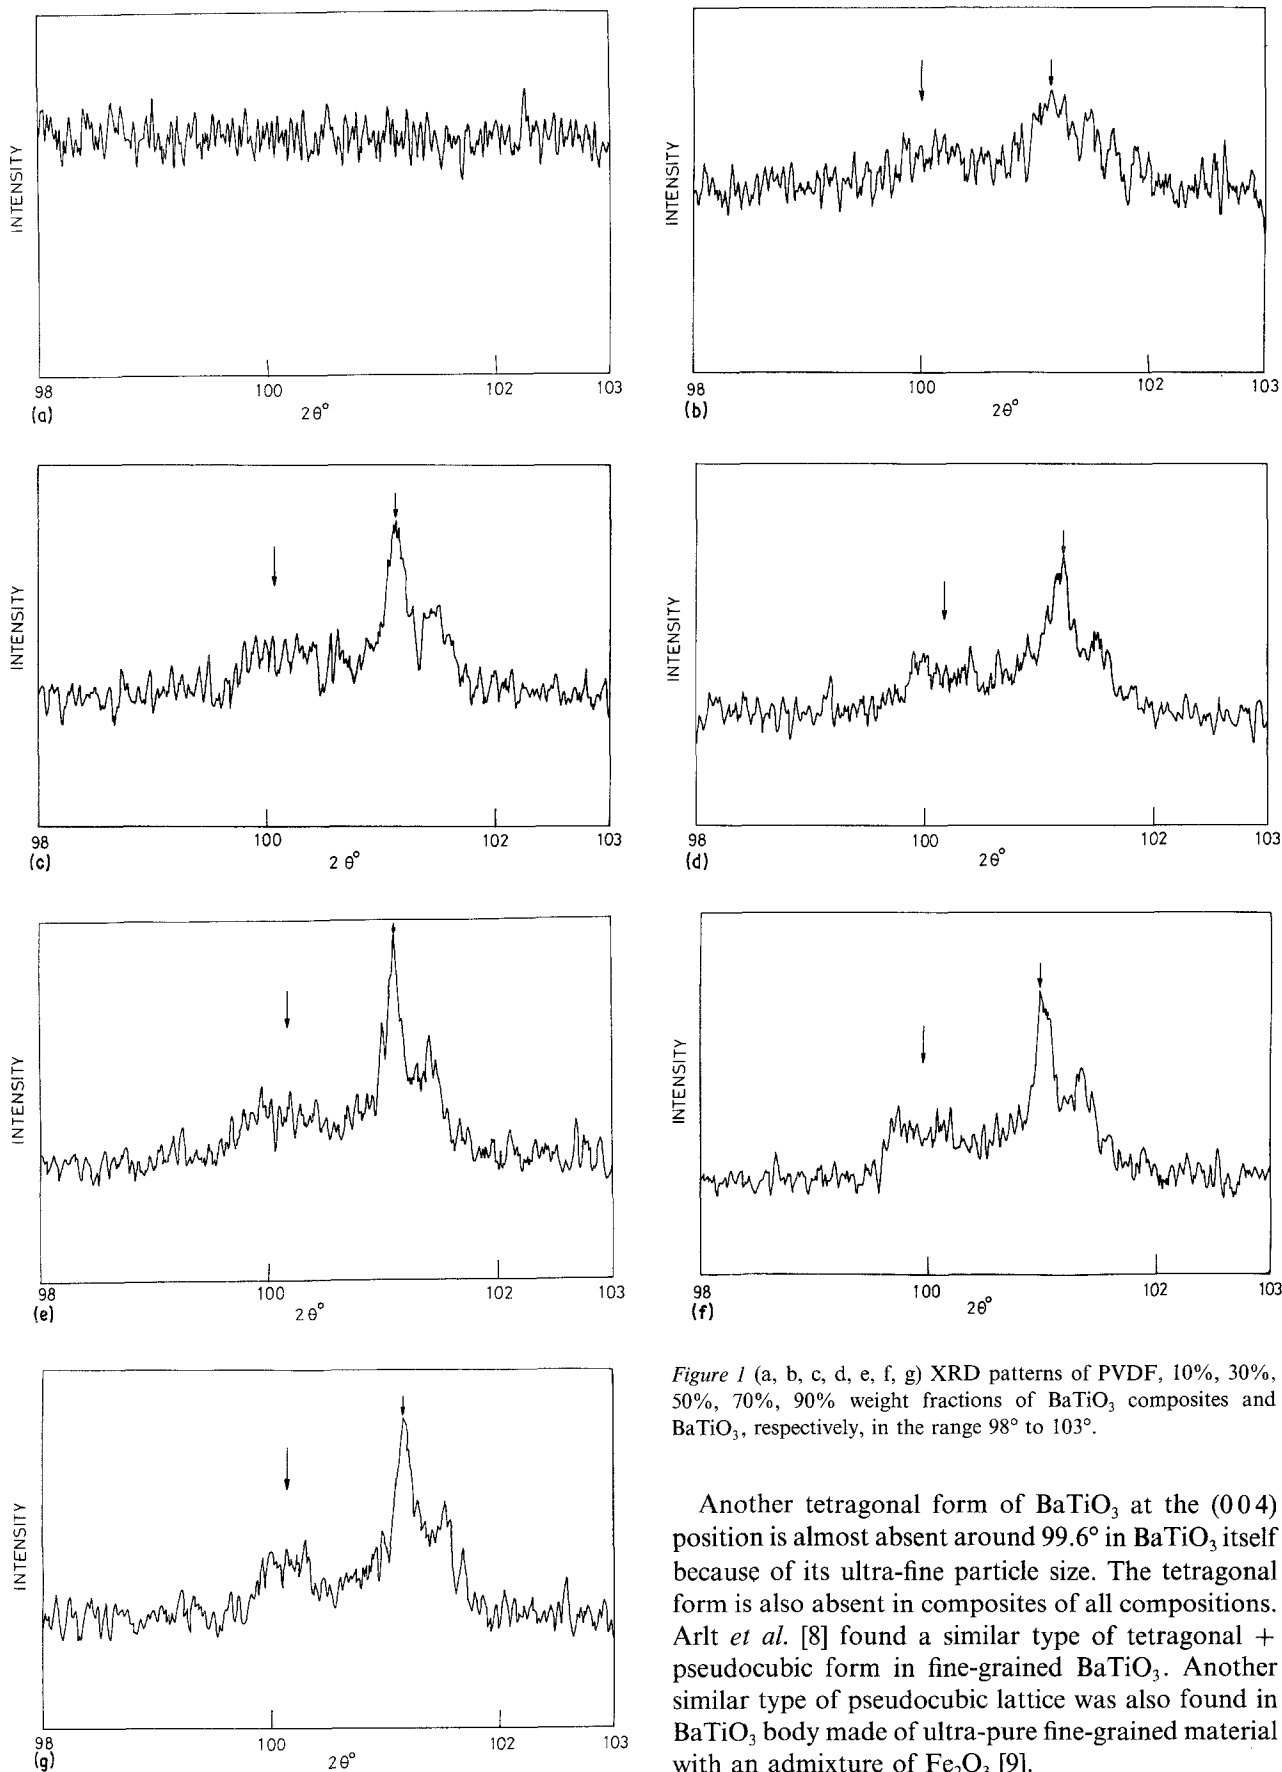 INTENSITY
98
100
102
103
(a)
2θ°
INTENSITY
98
100
102
103
(b)
2θ°
INTENSITY
98
100
102
103
(c)
2θ°
INTENSITY
98
100
102
103
(d)
2θ°
INTENSITY
98
100
102
103
(e)
2θ°
INTENSITY
98
100
102
103
(f)
2θ°
INTENSITY
98
100
102
103
(g)
2θ°
Figure 1 (a, b, c, d, e, f, g) XRD patterns of PVDF, 10%, 30%,
50%, 70%, 90% weight fractions of BaTiO₃ composites and
BaTiO₃, respectively, in the range 98° to 103°.
Another tetragonal form of BaTiO₃ at the (0 0 4)
position is almost absent around 99.6° in BaTiO₃ itself
because of its ultra-fine particle size. The tetragonal
form is also absent in composites of all compositions.
Arlt et al. [8] found a similar type of tetragonal +
pseudocubic form in fine-grained BaTiO₃. Another
similar type of pseudocubic lattice was also found in
BaTiO₃ body made of ultra-pure fine-grained material
with an admixture of Fe₂O₃ [9].